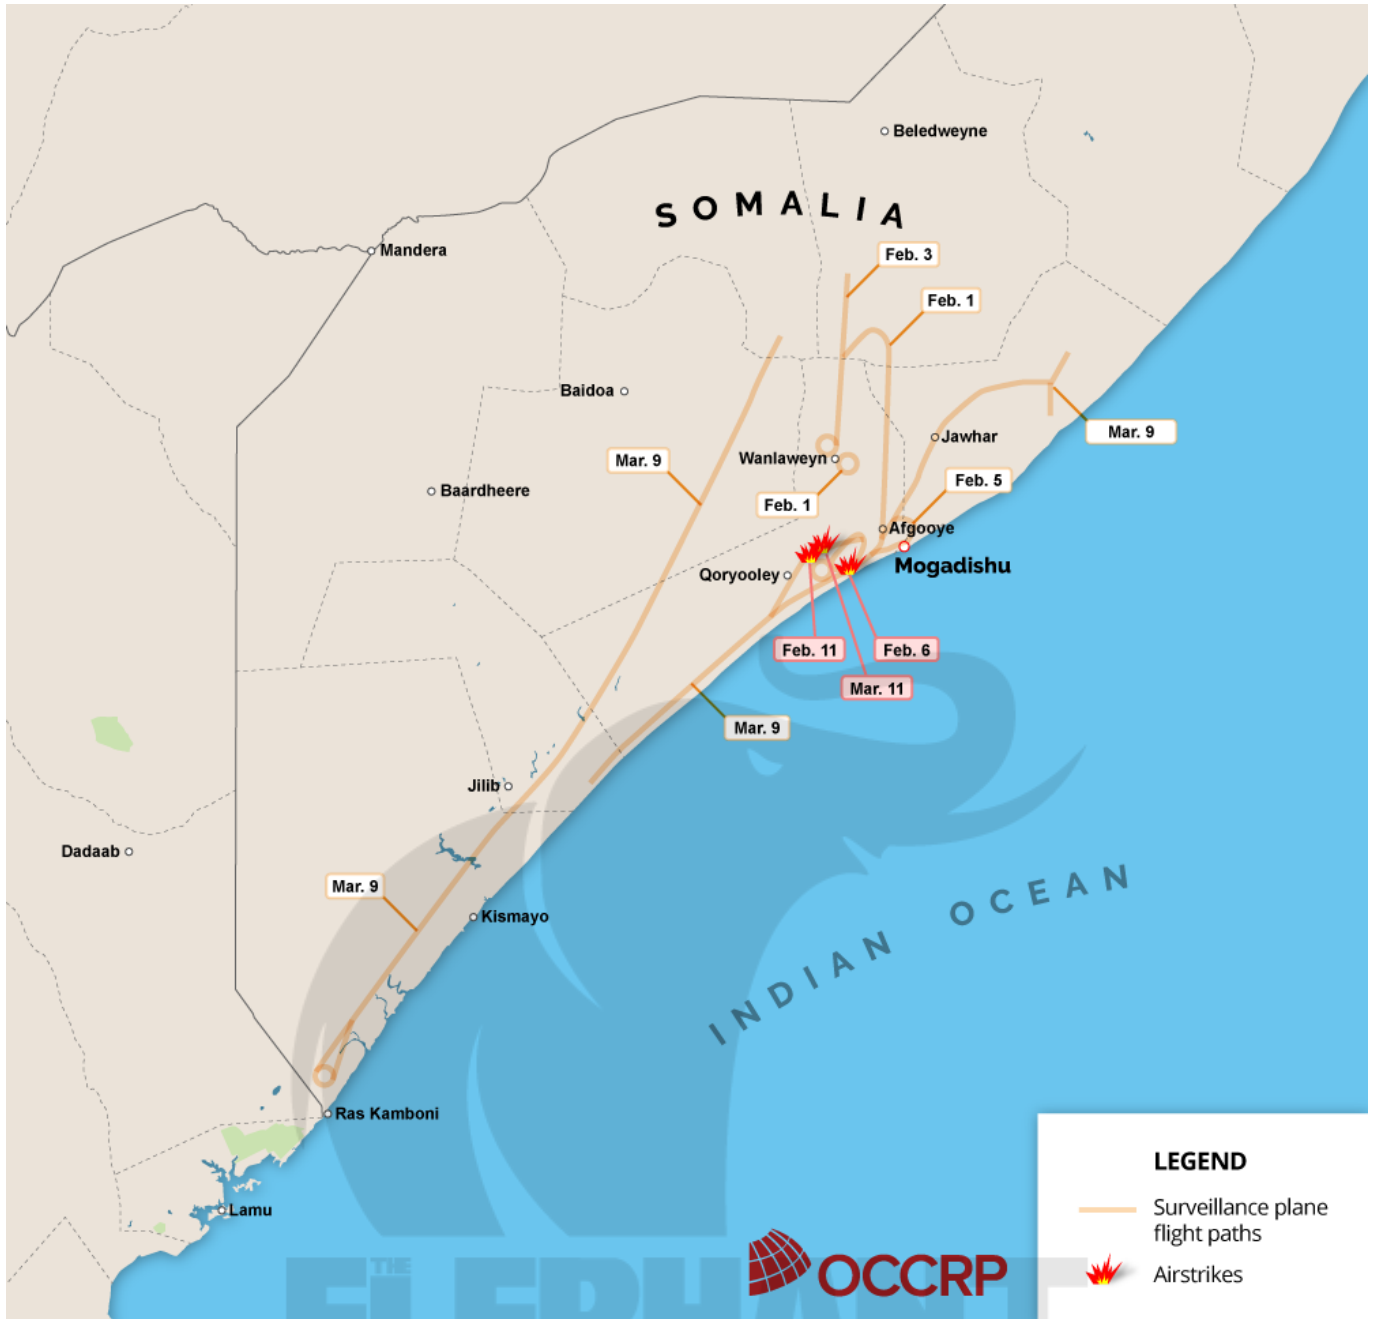 Beledweyne
SOMALIA
Mandera
Feb. 3
Feb. 1
Baidoa
Mar. 9
Jawhar
Mar. 9
Wanlaweyn
Feb. 5
Baardheere
Feb. 1
Afgooye
Mogadishu
Qoryooley
Feb. 11
Feb. 6
Mar. 11
Mar. 9
Jilib
Dadaab
Mar. 9
Kismayo
INDIAN OCEAN
Ras Kamboni
Lamu
LEGEND
Surveillance plane
flight paths
Airstrikes
OCCRP
THE
ELEPHANT